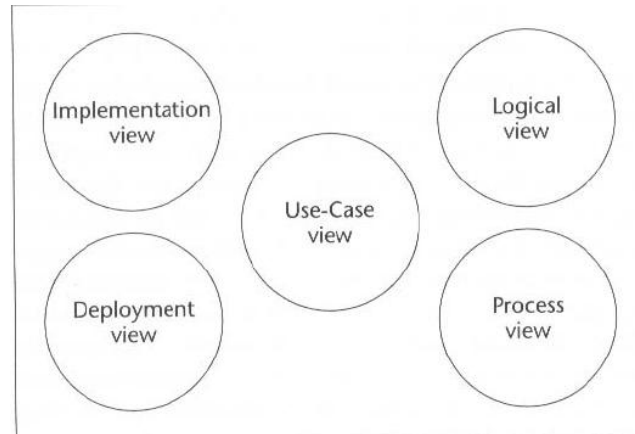 Implementation
view
Logical
view
Use-Case
view
Deployment
view
Process
view